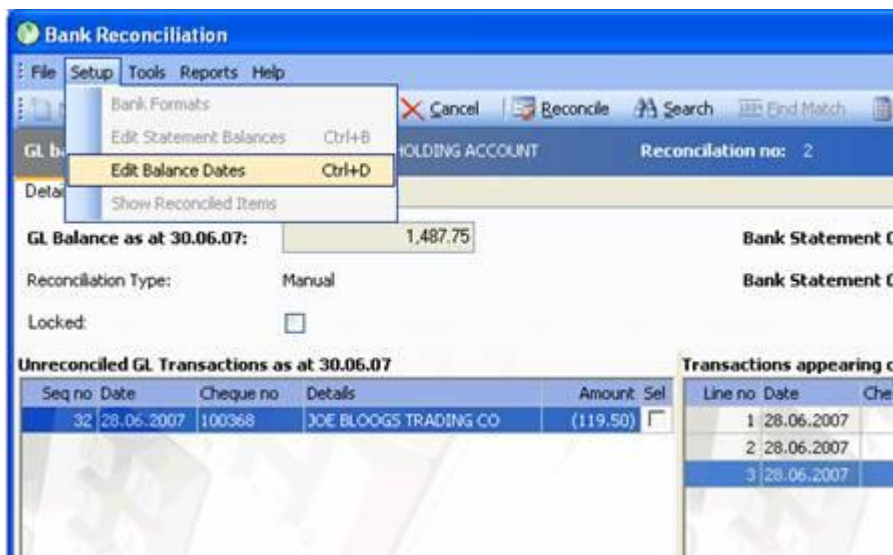 Bank Reconciliation
File Setup Tools Reports Help
Cancel Reconcile Search Find Match
Bank Formats
Edit Statement Balances Ctrl+B
Edit Balance Dates Ctrl+D
Show Reconciled Items
GL HOLDING ACCOUNT Reconcilation no: 2
Detai
GL Balance as at 30.06.07: 1,487.75 Bank Statement
Reconciliation Type: Manual Bank Statement
Locked:
Unreconciled GL Transactions as at 30.06.07 Transactions appearing
Seq no Date Cheque no Details Amount Sel Line no Date Che
32 28.06.2007 100368 JOE BLOOGS TRADING CO (119.50) 1 28.06.2007
2 28.06.2007
3 28.06.2007